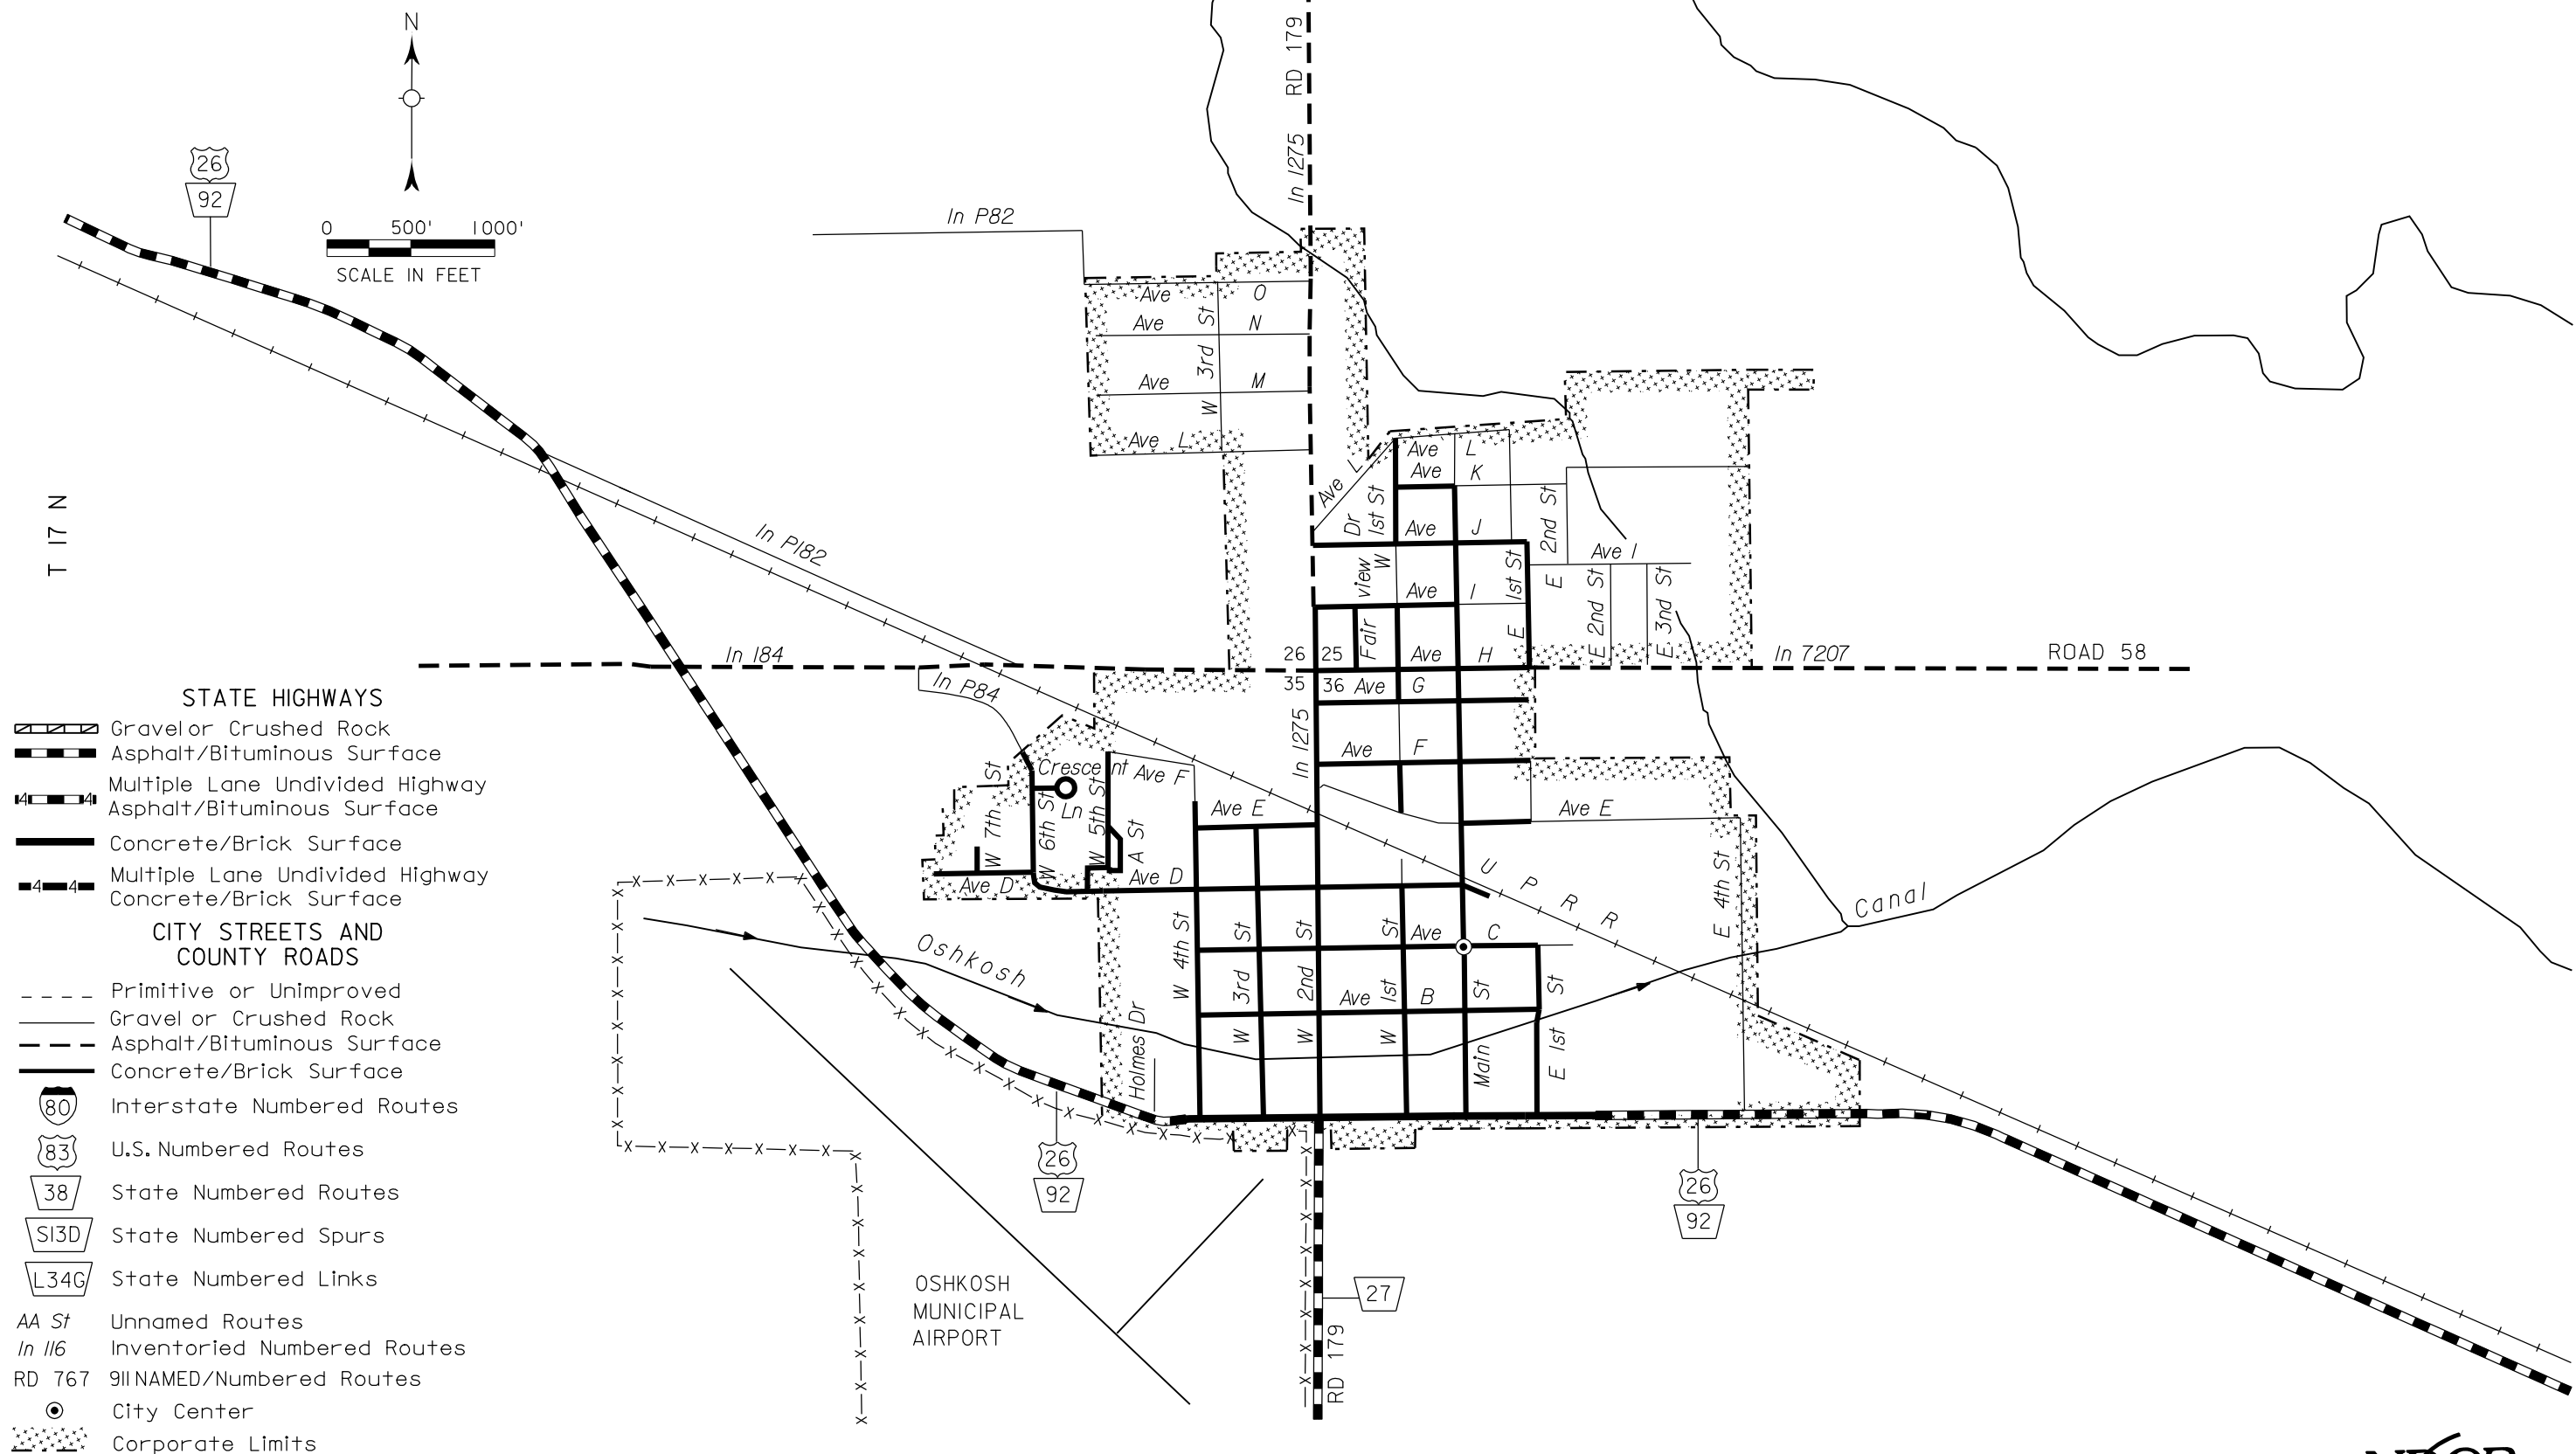 N
0 500' 1000'
SCALE IN FEET
26
92
T 17 N
RD 179
In 1275
In P82
Ave O
Ave N
Ave M
Ave L
W 3rd St
Ave L
Ave L
Ave K
Ave J
Ave I
Ave H
Ave G
Ave F
Fair view Dr
W 1st St
E 1st St
E 2nd St
Ave I
E 2nd St
E 3rd St
In P182
In 184
26 25
35 36
In 7207
ROAD 58
In P84
In 1275
Crescent Ln
Ave F
W 7th St
W 6th St
W 5th St
A St
Ave E
Ave E
Ave D
Ave D
U P R R
E 4th St
Canal
Oshkosh
Ave C
Ave B
W 4th St
W 3rd St
W 2nd St
W 1st St
Main St
E 1st St
Holmes Dr
26
92
26
92
27
RD 179
OSHKOSH
MUNICIPAL
AIRPORT
STATE HIGHWAYS
Gravel or Crushed Rock
Asphalt/Bituminous Surface
4 4 Multiple Lane Undivided Highway
Asphalt/Bituminous Surface
Concrete/Brick Surface
4 4 Multiple Lane Undivided Highway
Concrete/Brick Surface
CITY STREETS AND
COUNTY ROADS
Primitive or Unimproved
Gravel or Crushed Rock
Asphalt/Bituminous Surface
Concrete/Brick Surface
80 Interstate Numbered Routes
83 U.S. Numbered Routes
38 State Numbered Routes
S13D State Numbered Spurs
L34G State Numbered Links
AA St Unnamed Routes
In 116 Inventoried Numbered Routes
RD 767 911 NAMED/Numbered Routes
City Center
Corporate Limits